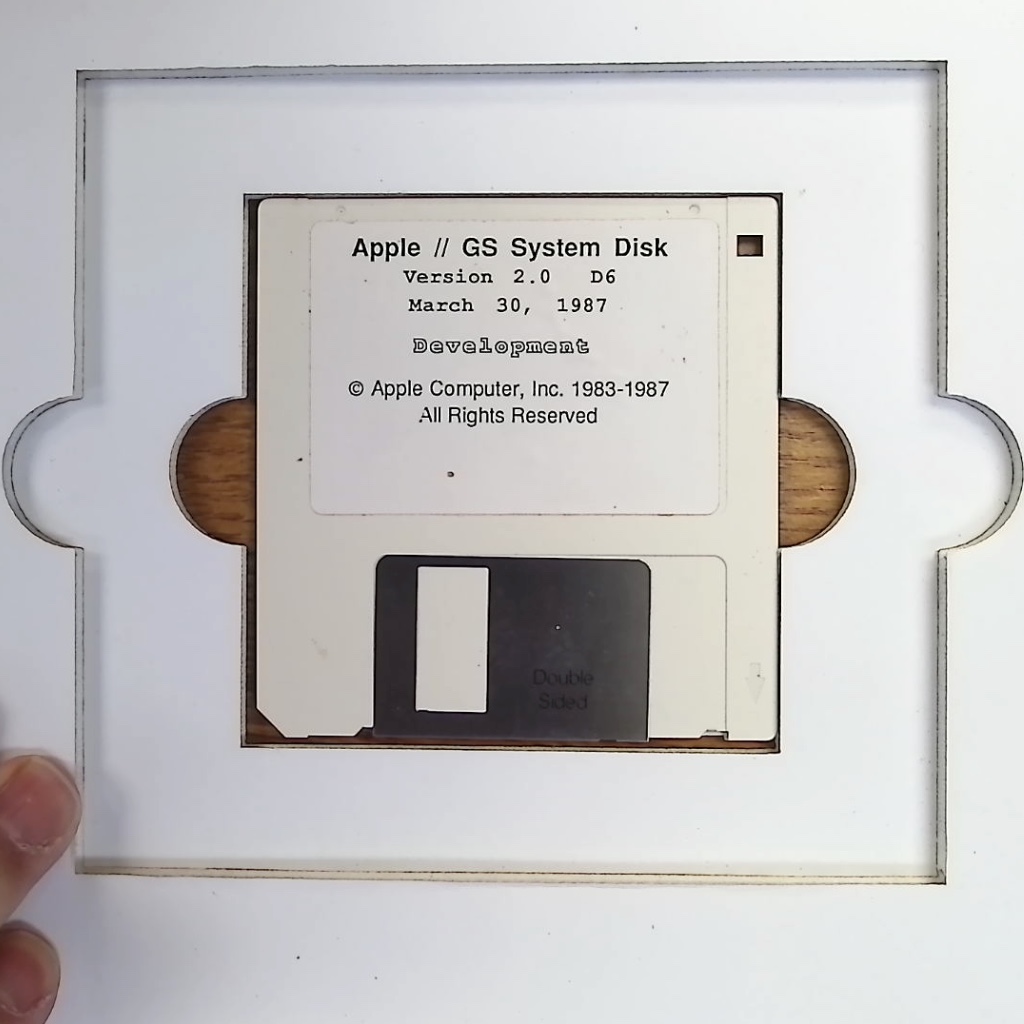 Apple // GS System Disk
Version 2.0 D6
March 30, 1987
Development
© Apple Computer, Inc. 1983-1987
All Rights Reserved
Double
Sided